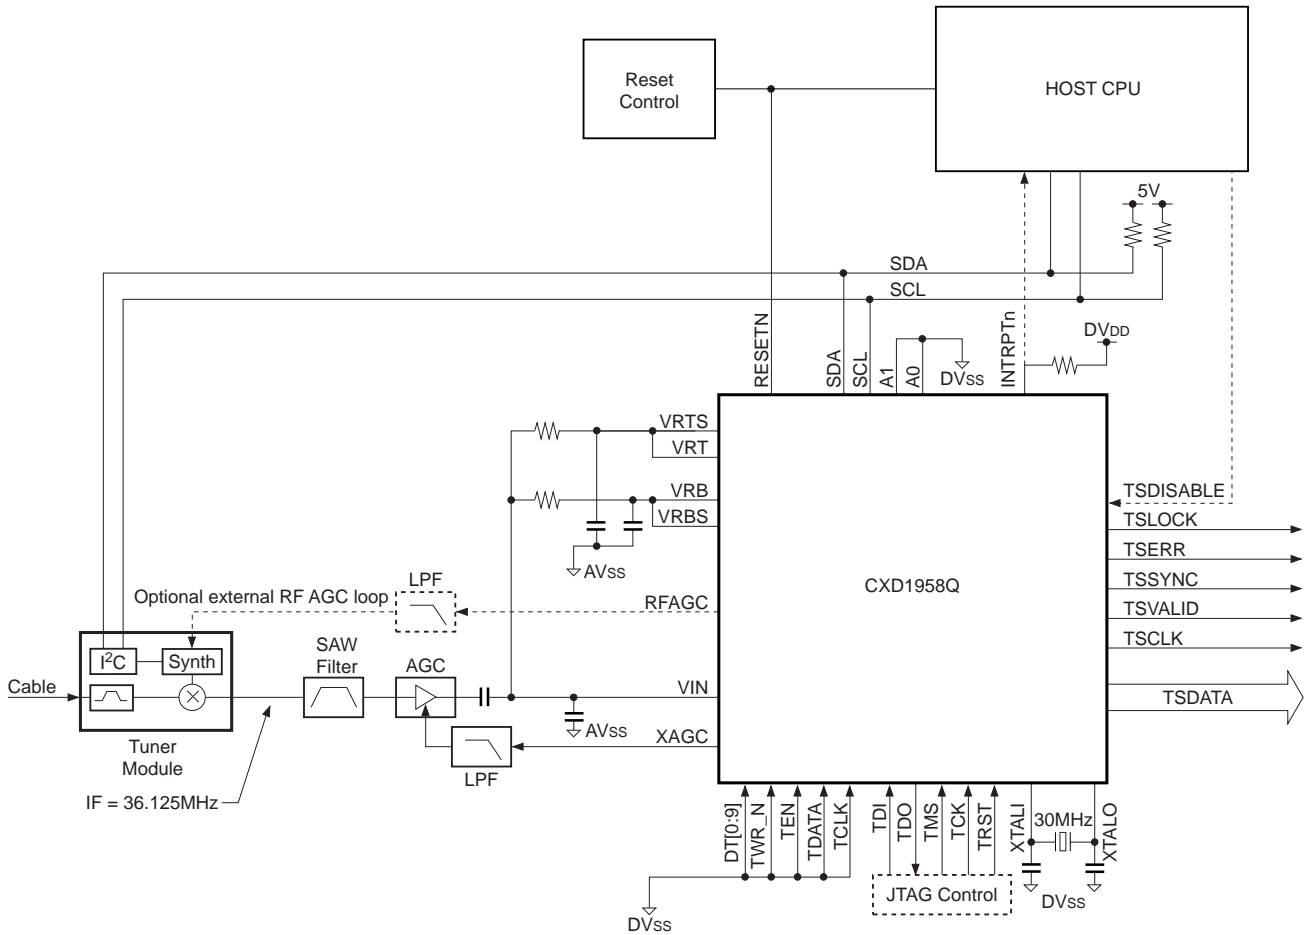 Reset
Control
HOST CPU
5V
SDA
SCL
DVDD
RESETN
SDA
SCL
A1
A0
DVSS
INTRPTn
VRTS
VRT
VRB
VRBS
AVSS
CXD1958Q
TSDISABLE
TSLOCK
TSERR
TSSYNC
TSVALID
TSCLK
TSDATA
Optional external RF AGC loop
LPF
RFAGC
I2C
Synth
SAW
Filter
AGC
Cable
VIN
AVSS
XAGC
LPF
Tuner
Module
IF = 36.125MHz
DT[0:9]
TWR_N
TEN
TDATA
TCLK
TDI
TDO
TMS
TCK
TRST
XTALI
30MHz
XTALO
JTAG Control
DVSS
DVSS